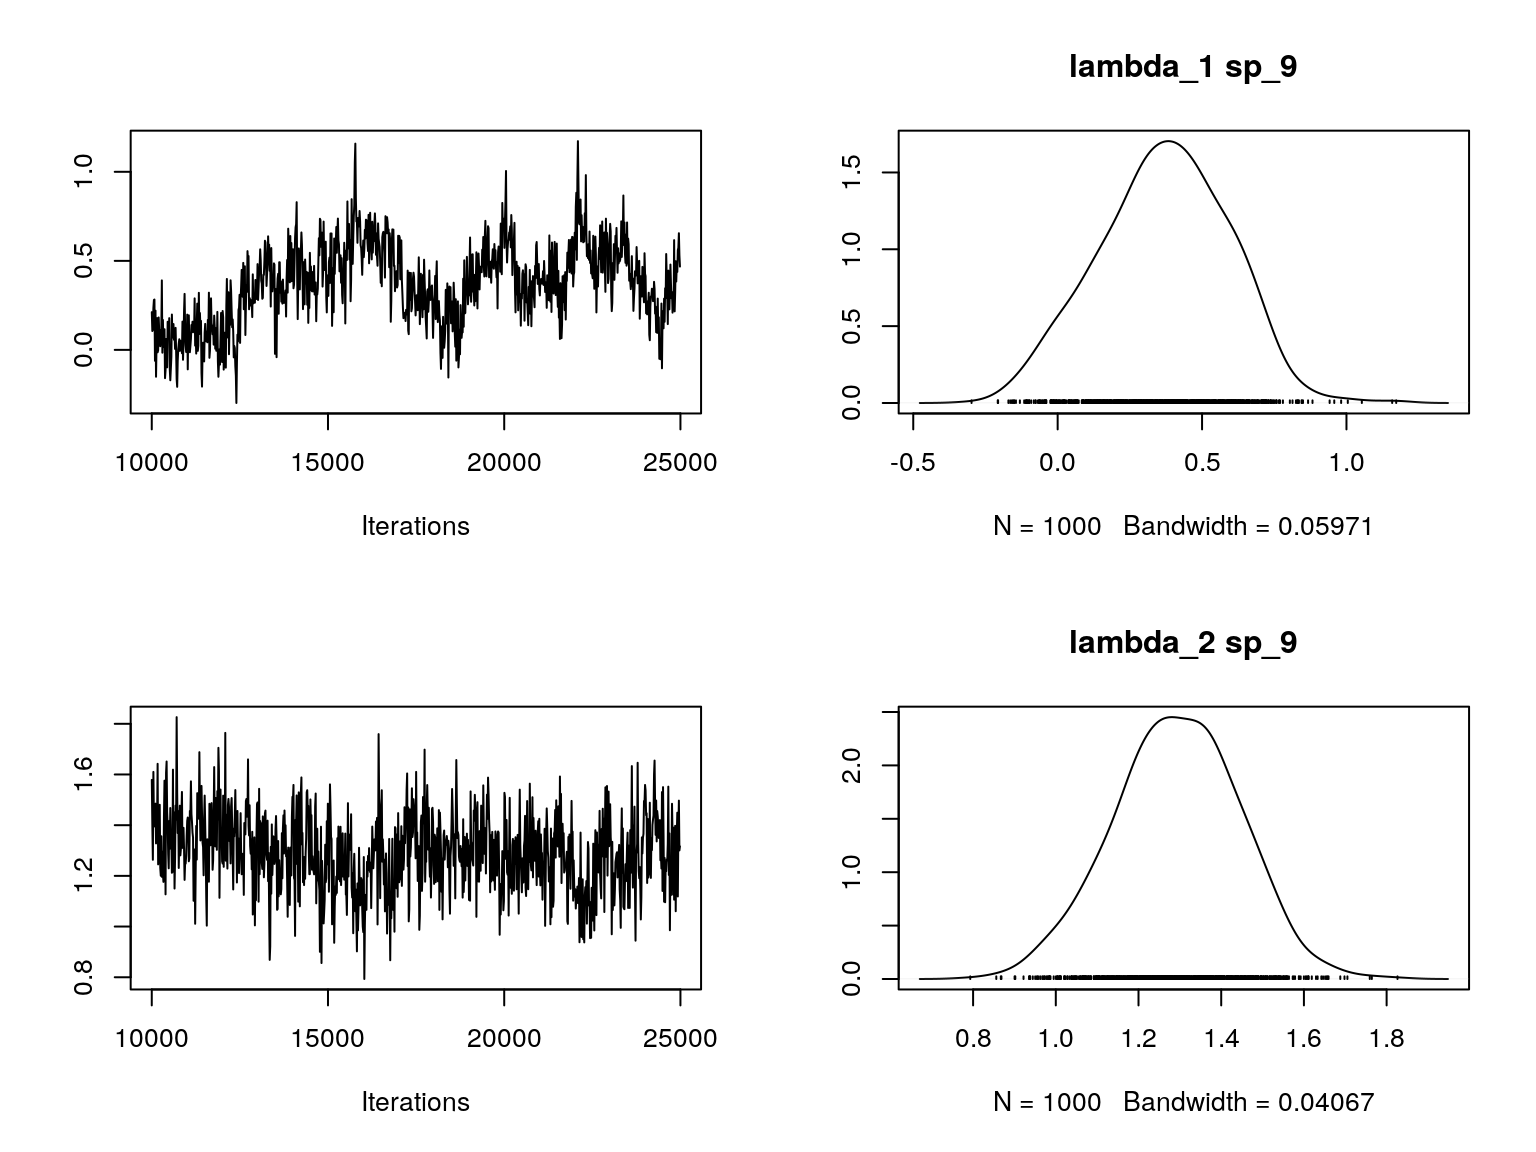 lambda_1 sp_9
0.0 0.5 1.0
10000 15000 20000 25000
Iterations
0.0 0.5 1.0 1.5
-0.5 0.0 0.5 1.0
N = 1000 Bandwidth = 0.05971
lambda_2 sp_9
0.8 1.2 1.6
10000 15000 20000 25000
Iterations
0.0 1.0 2.0
0.8 1.0 1.2 1.4 1.6 1.8
N = 1000 Bandwidth = 0.04067